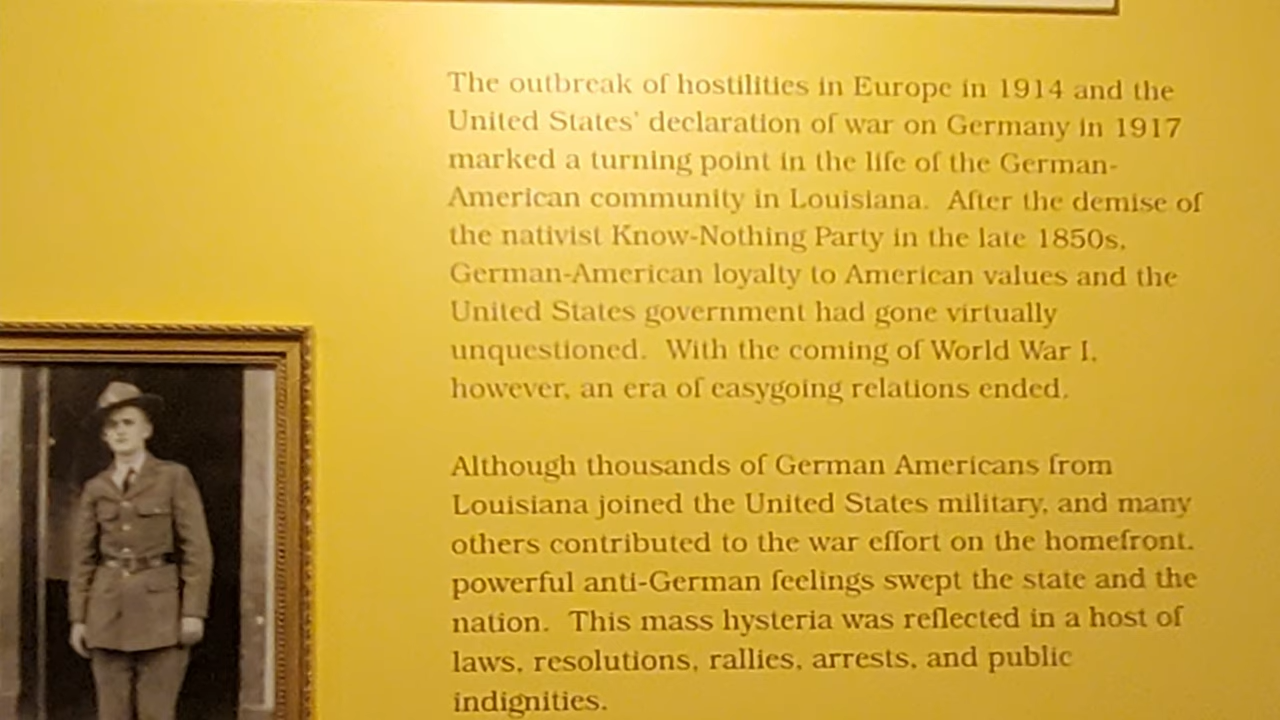 The outbreak of hostilities in Europe in 1914 and the
United States' declaration of war on Germany in 1917
marked a turning point in the life of the German-
American community in Louisiana.  After the demise of
the nativist Know-Nothing Party in the late 1850s,
German-American loyalty to American values and the
United States government had gone virtually
unquestioned.  With the coming of World War I,
however, an era of easygoing relations ended.
Although thousands of German Americans from
Louisiana joined the United States military, and many
others contributed to the war effort on the homefront,
powerful anti-German feelings swept the state and the
nation.  This mass hysteria was reflected in a host of
laws, resolutions, rallies, arrests, and public
indignities.